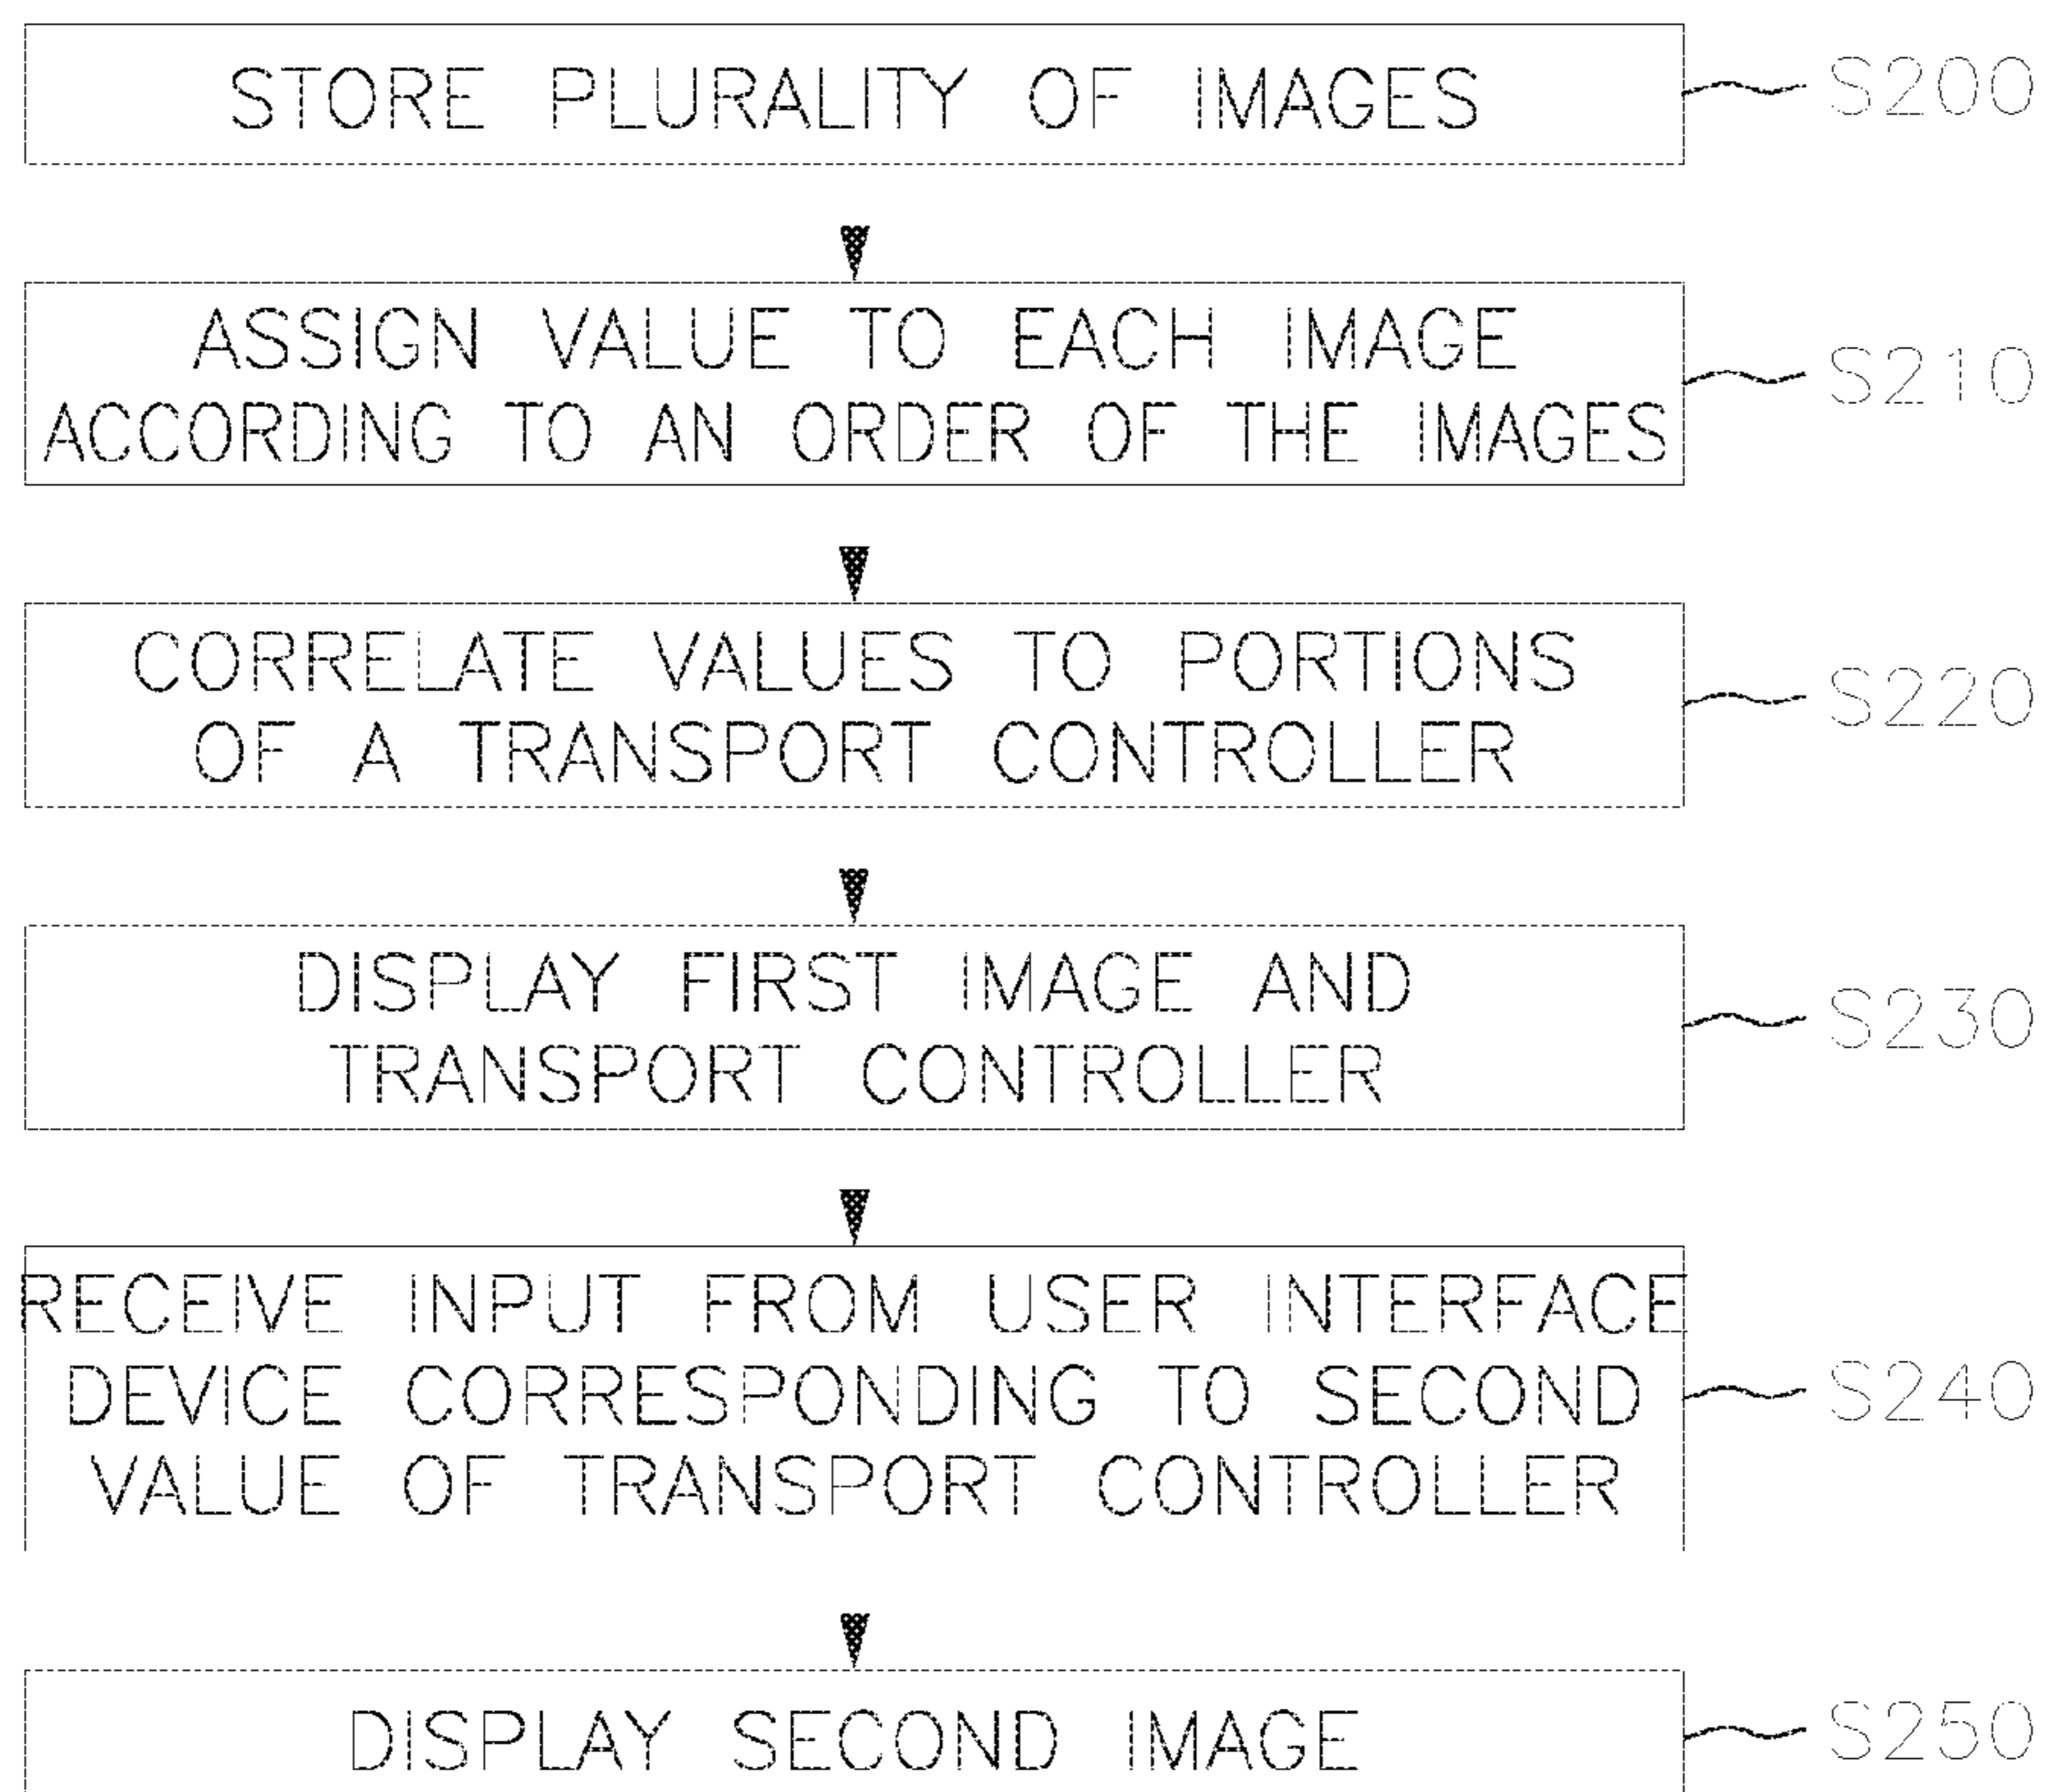 STORE PLURALITY OF IMAGES
S200
ASSIGN VALUE TO EACH IMAGE
ACCORDING TO AN ORDER OF THE IMAGES
S210
CORRELATE VALUES TO PORTIONS
OF A TRANSPORT CONTROLLER
S220
DISPLAY FIRST IMAGE AND
TRANSPORT CONTROLLER
S230
RECEIVE INPUT FROM USER INTERFACE
DEVICE CORRESPONDING TO SECOND
VALUE OF TRANSPORT CONTROLLER
S240
DISPLAY SECOND IMAGE
S250